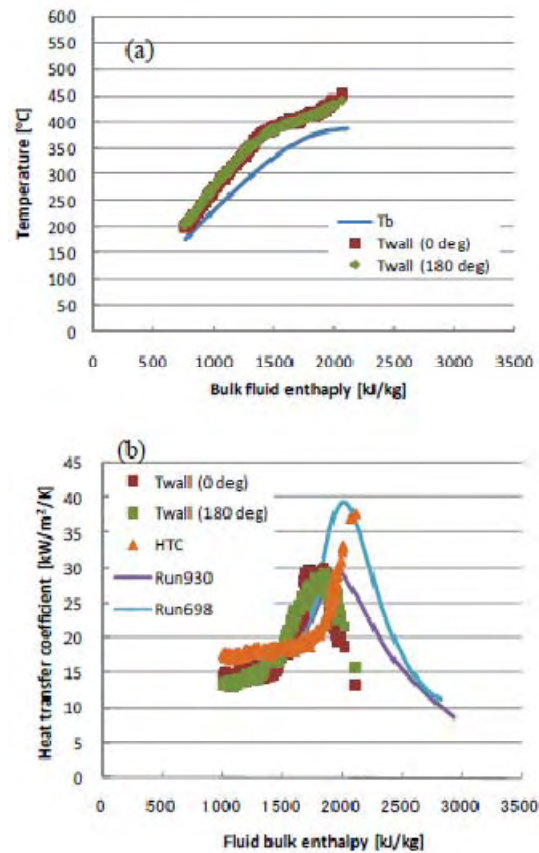 (a)
600
550
500
450
400
350
300
250
200
150
100
50
0
Temperature [°C]
Tb
Twall (0 deg)
Twall (180 deg)
0 500 1000 1500 2000 2500 3000 3500
Bulk fluid enthaply [kJ/kg]
(b)
45
40
35
30
25
20
15
10
5
0
Heat transfer coefficient [kW/m²/K]
Twall (0 deg)
Twall (180 deg)
HTC
Run930
Run698
0 500 1000 1500 2000 2500 3000 3500
Fluid bulk enthalpy [kJ/kg]